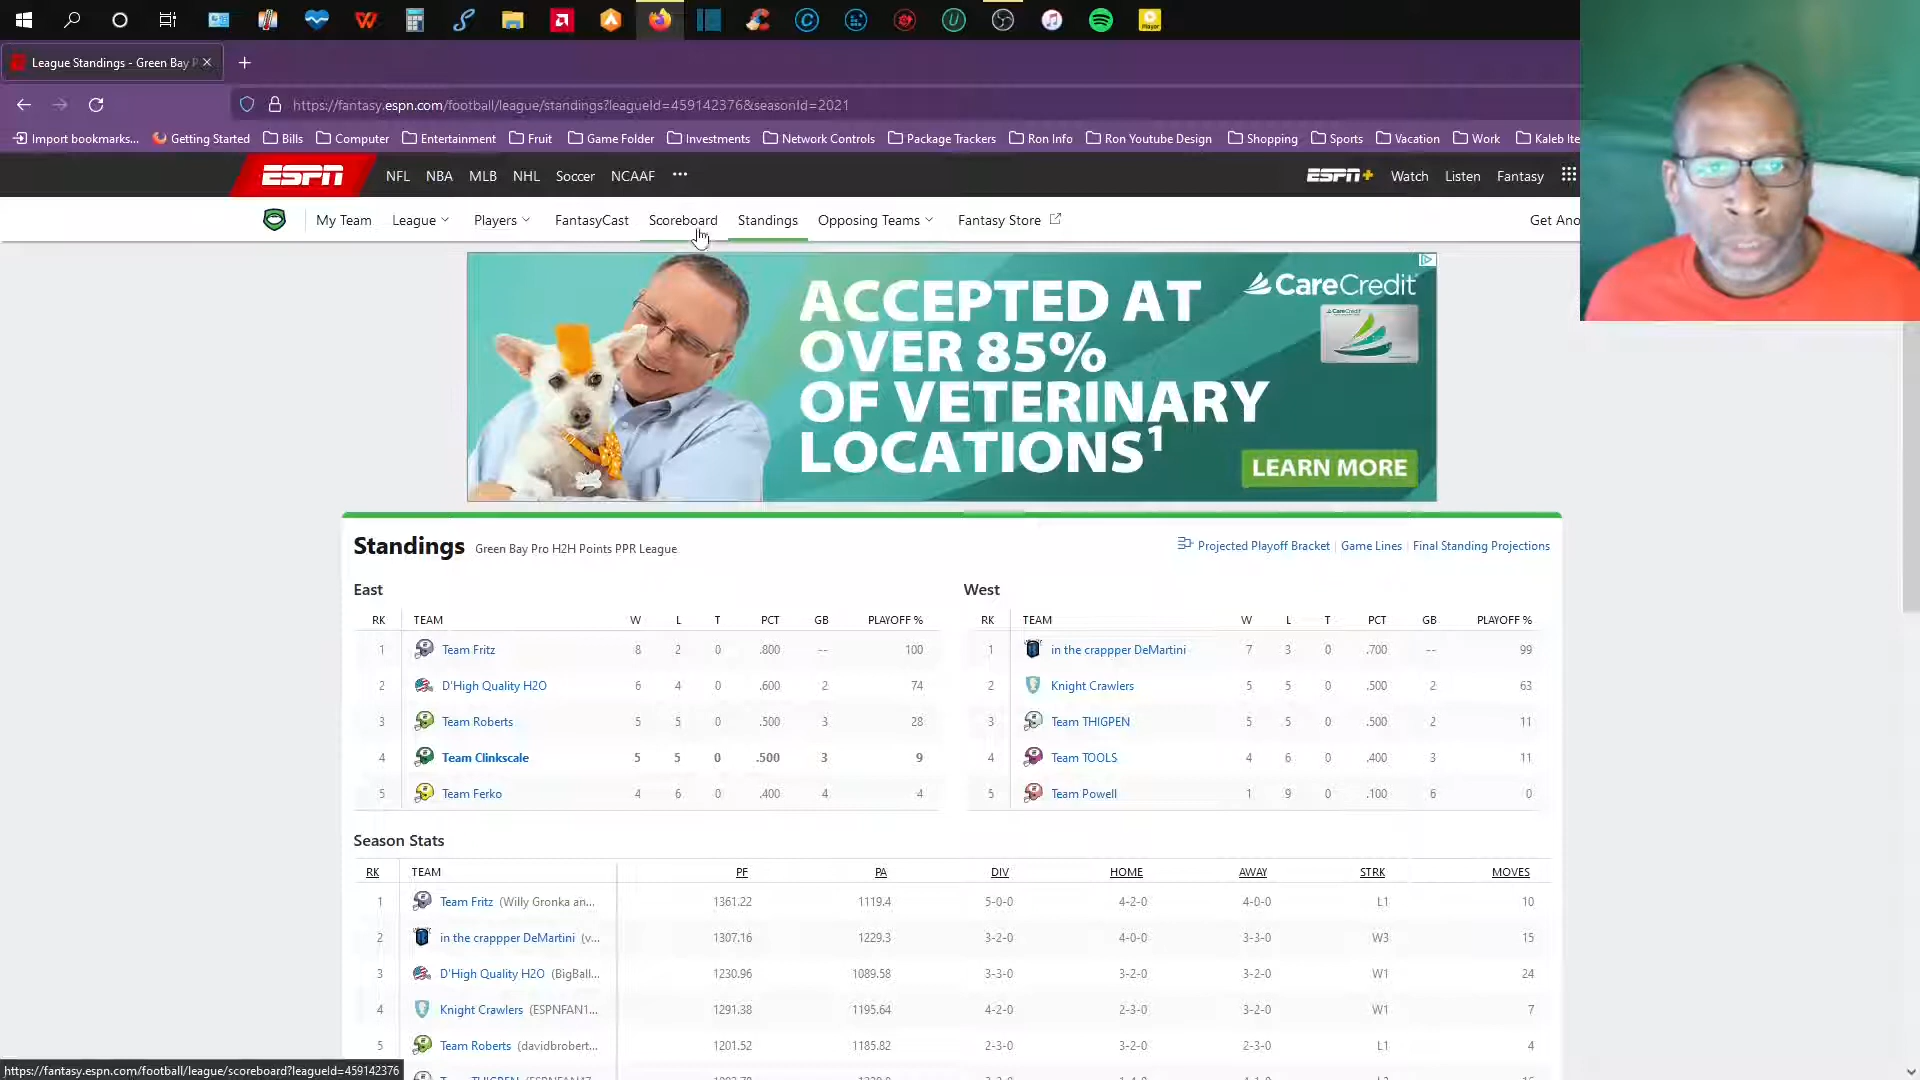 League Standings - Green Bay P
https://fantasy.espn.com/football/league/standings?leagueId=459142376&seasonId=2021
Import bookmarks... Getting Started Bills Computer Entertainment Fruit Game Folder Investments Network Controls Package Trackers Ron Info Ron Youtube Design Shopping Sports Vacation Work Kaleb Ite
Player
ESPN NFL NBA MLB NHL Soccer NCAAF ••• ESPN+ Watch Listen Fantasy
My Team League Players FantasyCast Scoreboard Standings Opposing Teams Fantasy Store Get Ano
ACCEPTED AT
OVER 85%
OF VETERINARY
LOCATIONS¹
CareCredit
CareCredit
LEARN MORE
Standings Green Bay Pro H2H Points PPR League Projected Playoff Bracket | Game Lines | Final Standing Projections
East
RK TEAM W L T PCT GB PLAYOFF %
1 Team Fritz 8 2 0 .800 -- 100
2 D'High Quality H2O 6 4 0 .600 2 74
3 Team Roberts 5 5 0 .500 3 28
4 Team Clinkscale 5 5 0 .500 3 9
5 Team Ferko 4 6 0 .400 4 4
West
RK TEAM W L T PCT GB PLAYOFF %
1 in the crappper DeMartini 7 3 0 .700 -- 99
2 Knight Crawlers 5 5 0 .500 2 63
3 Team THIGPEN 5 5 0 .500 2 11
4 Team TOOLS 4 6 0 .400 3 11
5 Team Powell 1 9 0 .100 6 0
Season Stats
RK TEAM PF PA DIV HOME AWAY STRK MOVES
1 Team Fritz (Willy Gronka an... 1361.22 1119.4 5-0-0 4-2-0 4-0-0 L1 10
2 in the crappper DeMartini (v... 1307.16 1229.3 3-2-0 4-0-0 3-3-0 W3 15
3 D'High Quality H2O (BigBall... 1230.96 1089.58 3-3-0 3-2-0 3-2-0 W1 24
4 Knight Crawlers (ESPNFAN1... 1291.38 1195.64 4-2-0 2-3-0 3-2-0 W1 7
5 Team Roberts (davidbrobert... 1201.52 1185.82 2-3-0 3-2-0 2-3-0 L1 4
https://fantasy.espn.com/football/league/scoreboard?leagueId=459142376